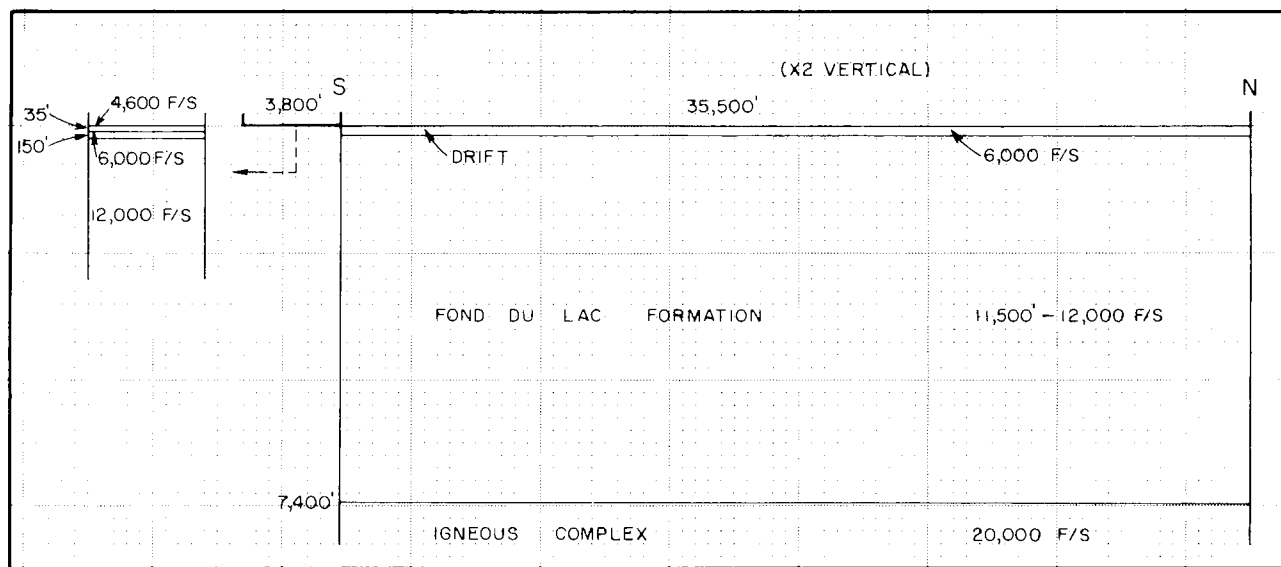 (X2 VERTICAL)
S
N
4,600 F/S
3,800'
35,500'
35'
150'
6,000 F/S
DRIFT
6,000 F/S
12,000 F/S
FOND DU LAC FORMATION
11,500' - 12,000 F/S
7,400'
IGNEOUS COMPLEX
20,000 F/S